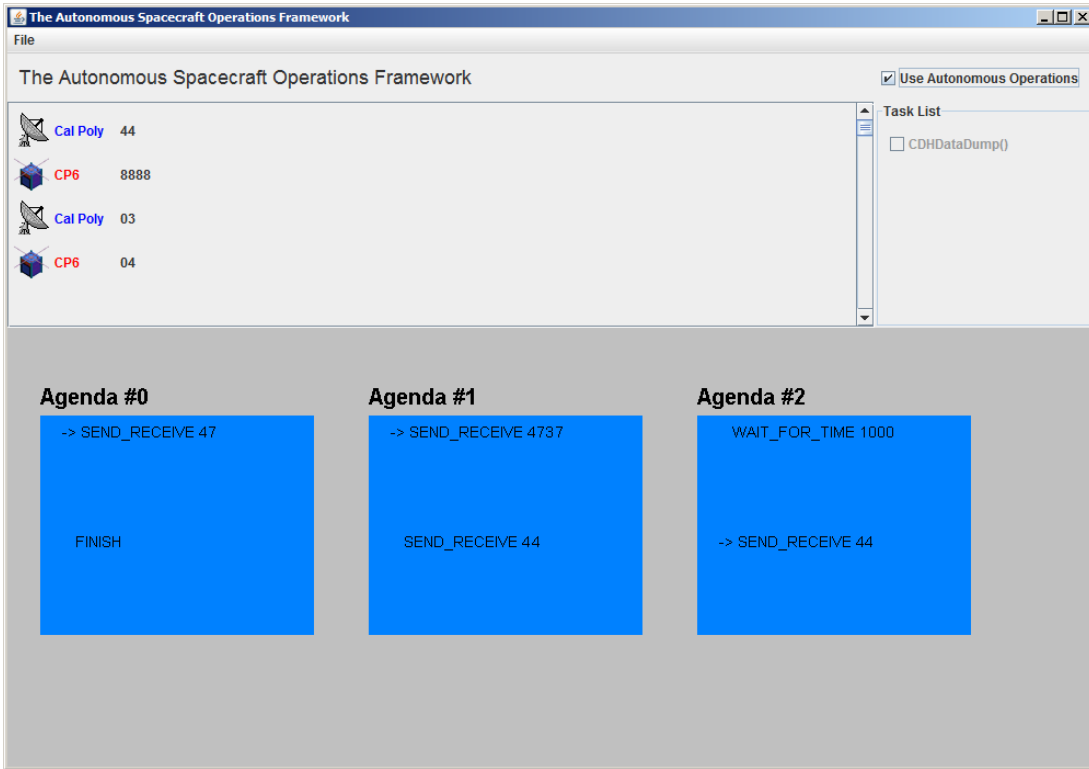 The Autonomous Spacecraft Operations Framework
File
The Autonomous Spacecraft Operations Framework
Use Autonomous Operations
Cal Poly 44
CP6 8888
Cal Poly 03
CP6 04
Task List
CDHDataDump()
Agenda #0
-> SEND_RECEIVE 47
FINISH
Agenda #1
-> SEND_RECEIVE 4737
SEND_RECEIVE 44
Agenda #2
WAIT_FOR_TIME 1000
-> SEND_RECEIVE 44